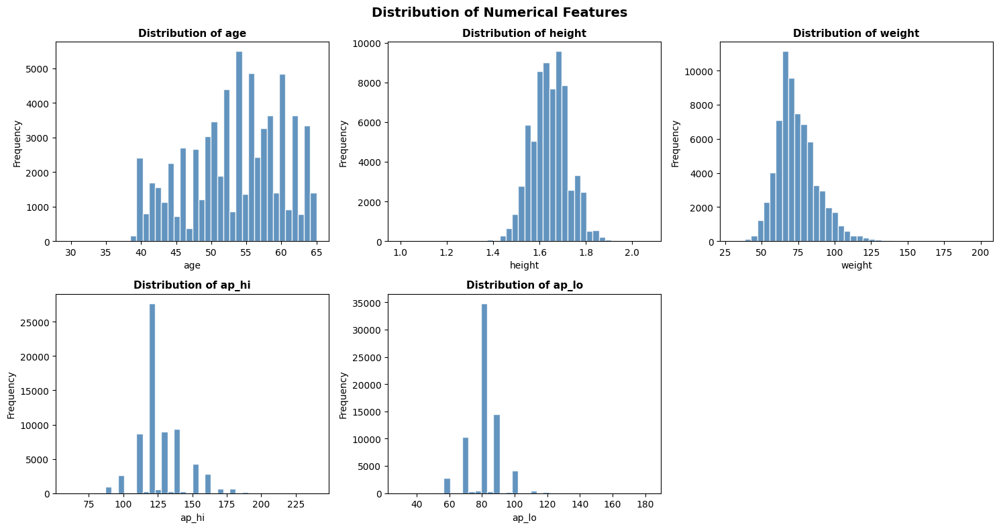 Distribution of Numerical Features
Distribution of age
Frequency
5000
4000
3000
2000
1000
0
30 35 40 45 50 55 60 65
age
Distribution of height
Frequency
10000
8000
6000
4000
2000
0
1.0 1.2 1.4 1.6 1.8 2.0
height
Distribution of weight
Frequency
10000
8000
6000
4000
2000
0
25 50 75 100 125 150 175 200
weight
Distribution of ap_hi
Frequency
25000
20000
15000
10000
5000
0
75 100 125 150 175 200 225
ap_hi
Distribution of ap_lo
Frequency
35000
30000
25000
20000
15000
10000
5000
0
40 60 80 100 120 140 160 180
ap_lo